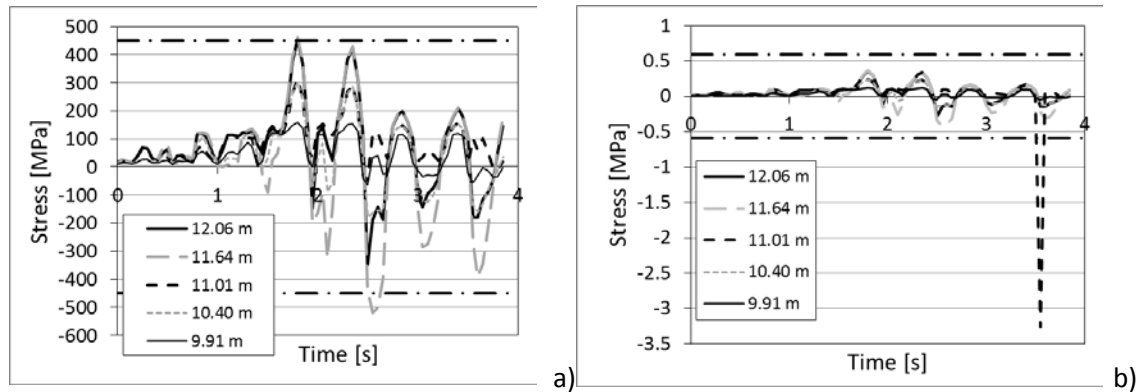 500
400
300
200
100
0
-100
-200
-300
-400
-500
-600
0 1 2 3 4
Stress [MPa]
Time [s]
12.06 m
11.64 m
11.01 m
10.40 m
9.91 m
a)
1
0.5
0
-0.5
-1
-1.5
-2
-2.5
-3
-3.5
0 1 2 3 4
Stress [MPa]
Time [s]
12.06 m
11.64 m
11.01 m
10.40 m
9.91 m
b)